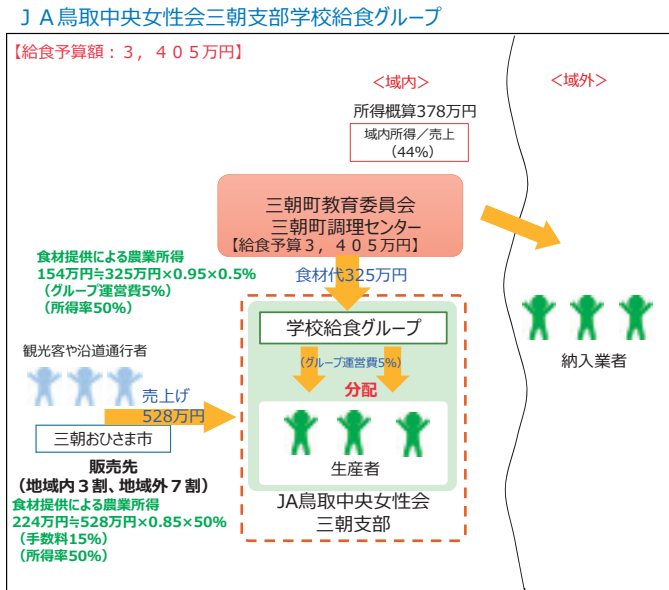 JA鳥取中央女性会三朝支部学校給食グループ
【給食予算額：3，405万円】
＜域内＞
＜域外＞
所得概算378万円
域内所得／売上
（44%）
三朝町教育委員会
三朝町調理センター
【給食予算3，405万円】
食材提供による農業所得
154万円≒325万円×0.95×0.5%
（グループ運営費5%）
（所得率50%）
食材代325万円
学校給食グループ
（グループ運営費5%）
分配
生産者
JA鳥取中央女性会
三朝支部
納入業者
観光客や沿道通行者
売上げ
528万円
三朝おひさま市
販売先
（地域内３割、地域外７割）
食材提供による農業所得
224万円≒528万円×0.85×50%
（手数料15%）
（所得率50%）